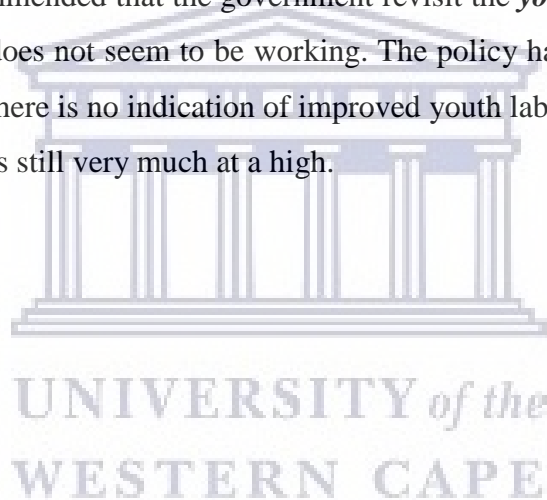 mmended that the government revisit the yo
does not seem to be working. The policy ha
here is no indication of improved youth lab
s still very much at a high.
UNIVERSITY of the
WESTERN CAPE